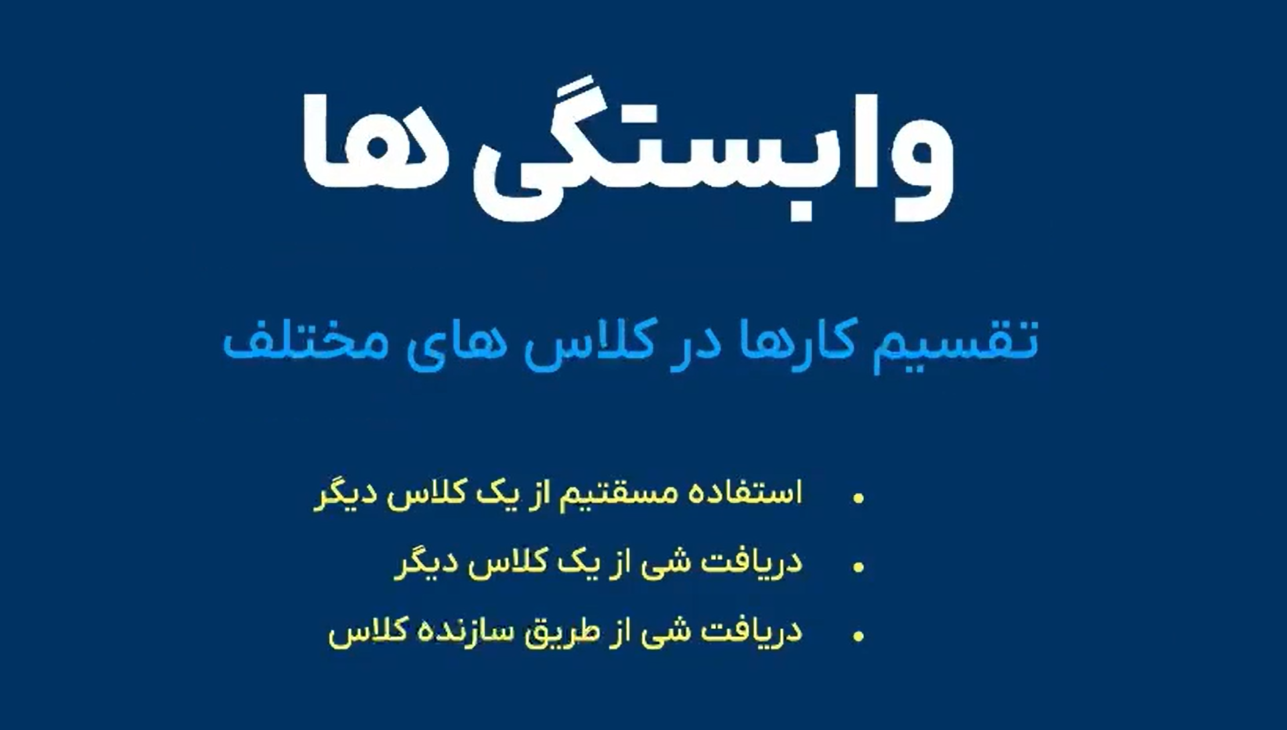 وابستگی ها
تقسیم کارها در کلاس های مختلف
• استفاده مسقتیم از یک کلاس دیگر
• دریافت شی از یک کلاس دیگر
• دریافت شی از طریق سازنده کلاس